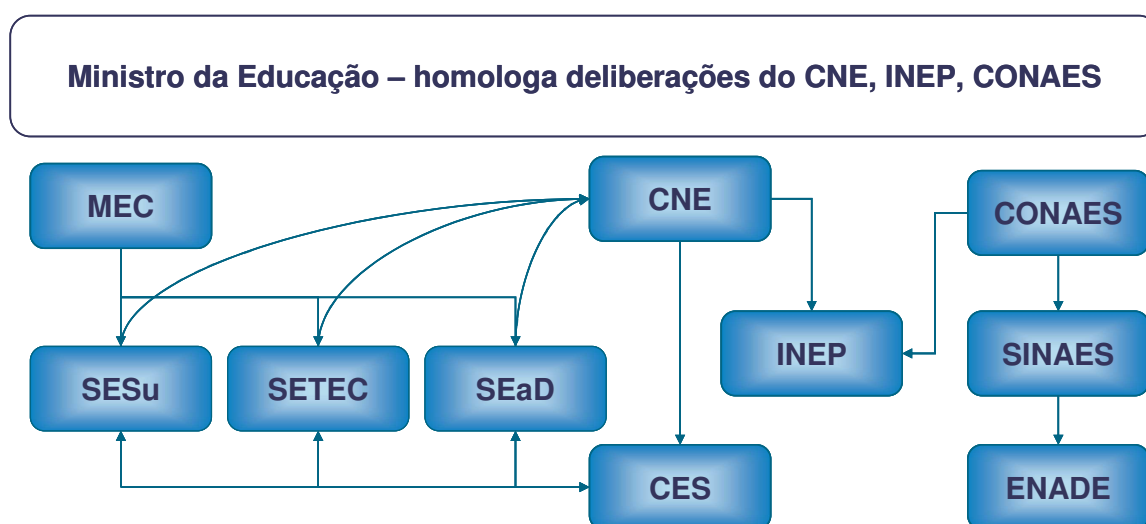 Ministro da Educação – homologa deliberações do CNE, INEP, CONAES
MEC
CNE
CONAES
INEP
SINAES
SESu
SETEC
SEaD
CES
ENADE